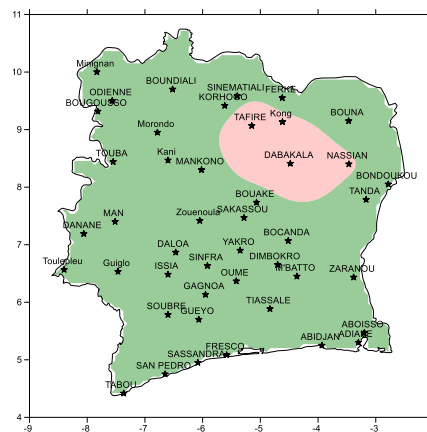 11
10
9
8
7
6
5
4
-9 -8 -7 -6 -5 -4 -3
Minignan
BOUNDIALI
SINEMATIALI
FERKE
ODIENNE
KORHOGO
BOUGOUSSO
TAFIRE
Kong
BOUNA
Morondo
TOUBA
Kani
MANKONO
DABAKALA
NASSIAN
BONDOUKOU
TANDA
BOUAKE
MAN
Zouenoula
SAKASSOU
DANANE
BOCANDA
DALOA
YAKRO
Toulepleu
Guiglo
ISSIA
SINFRA
DIMBOKRO
M'BATTO
ZARANOU
OUME
GAGNOA
SOUBRE
GUEYO
TIASSALE
ABOISSO
ABIDJAN
ADIAKE
FRESCO
SASSANDRA
SAN PEDRO
TABOU